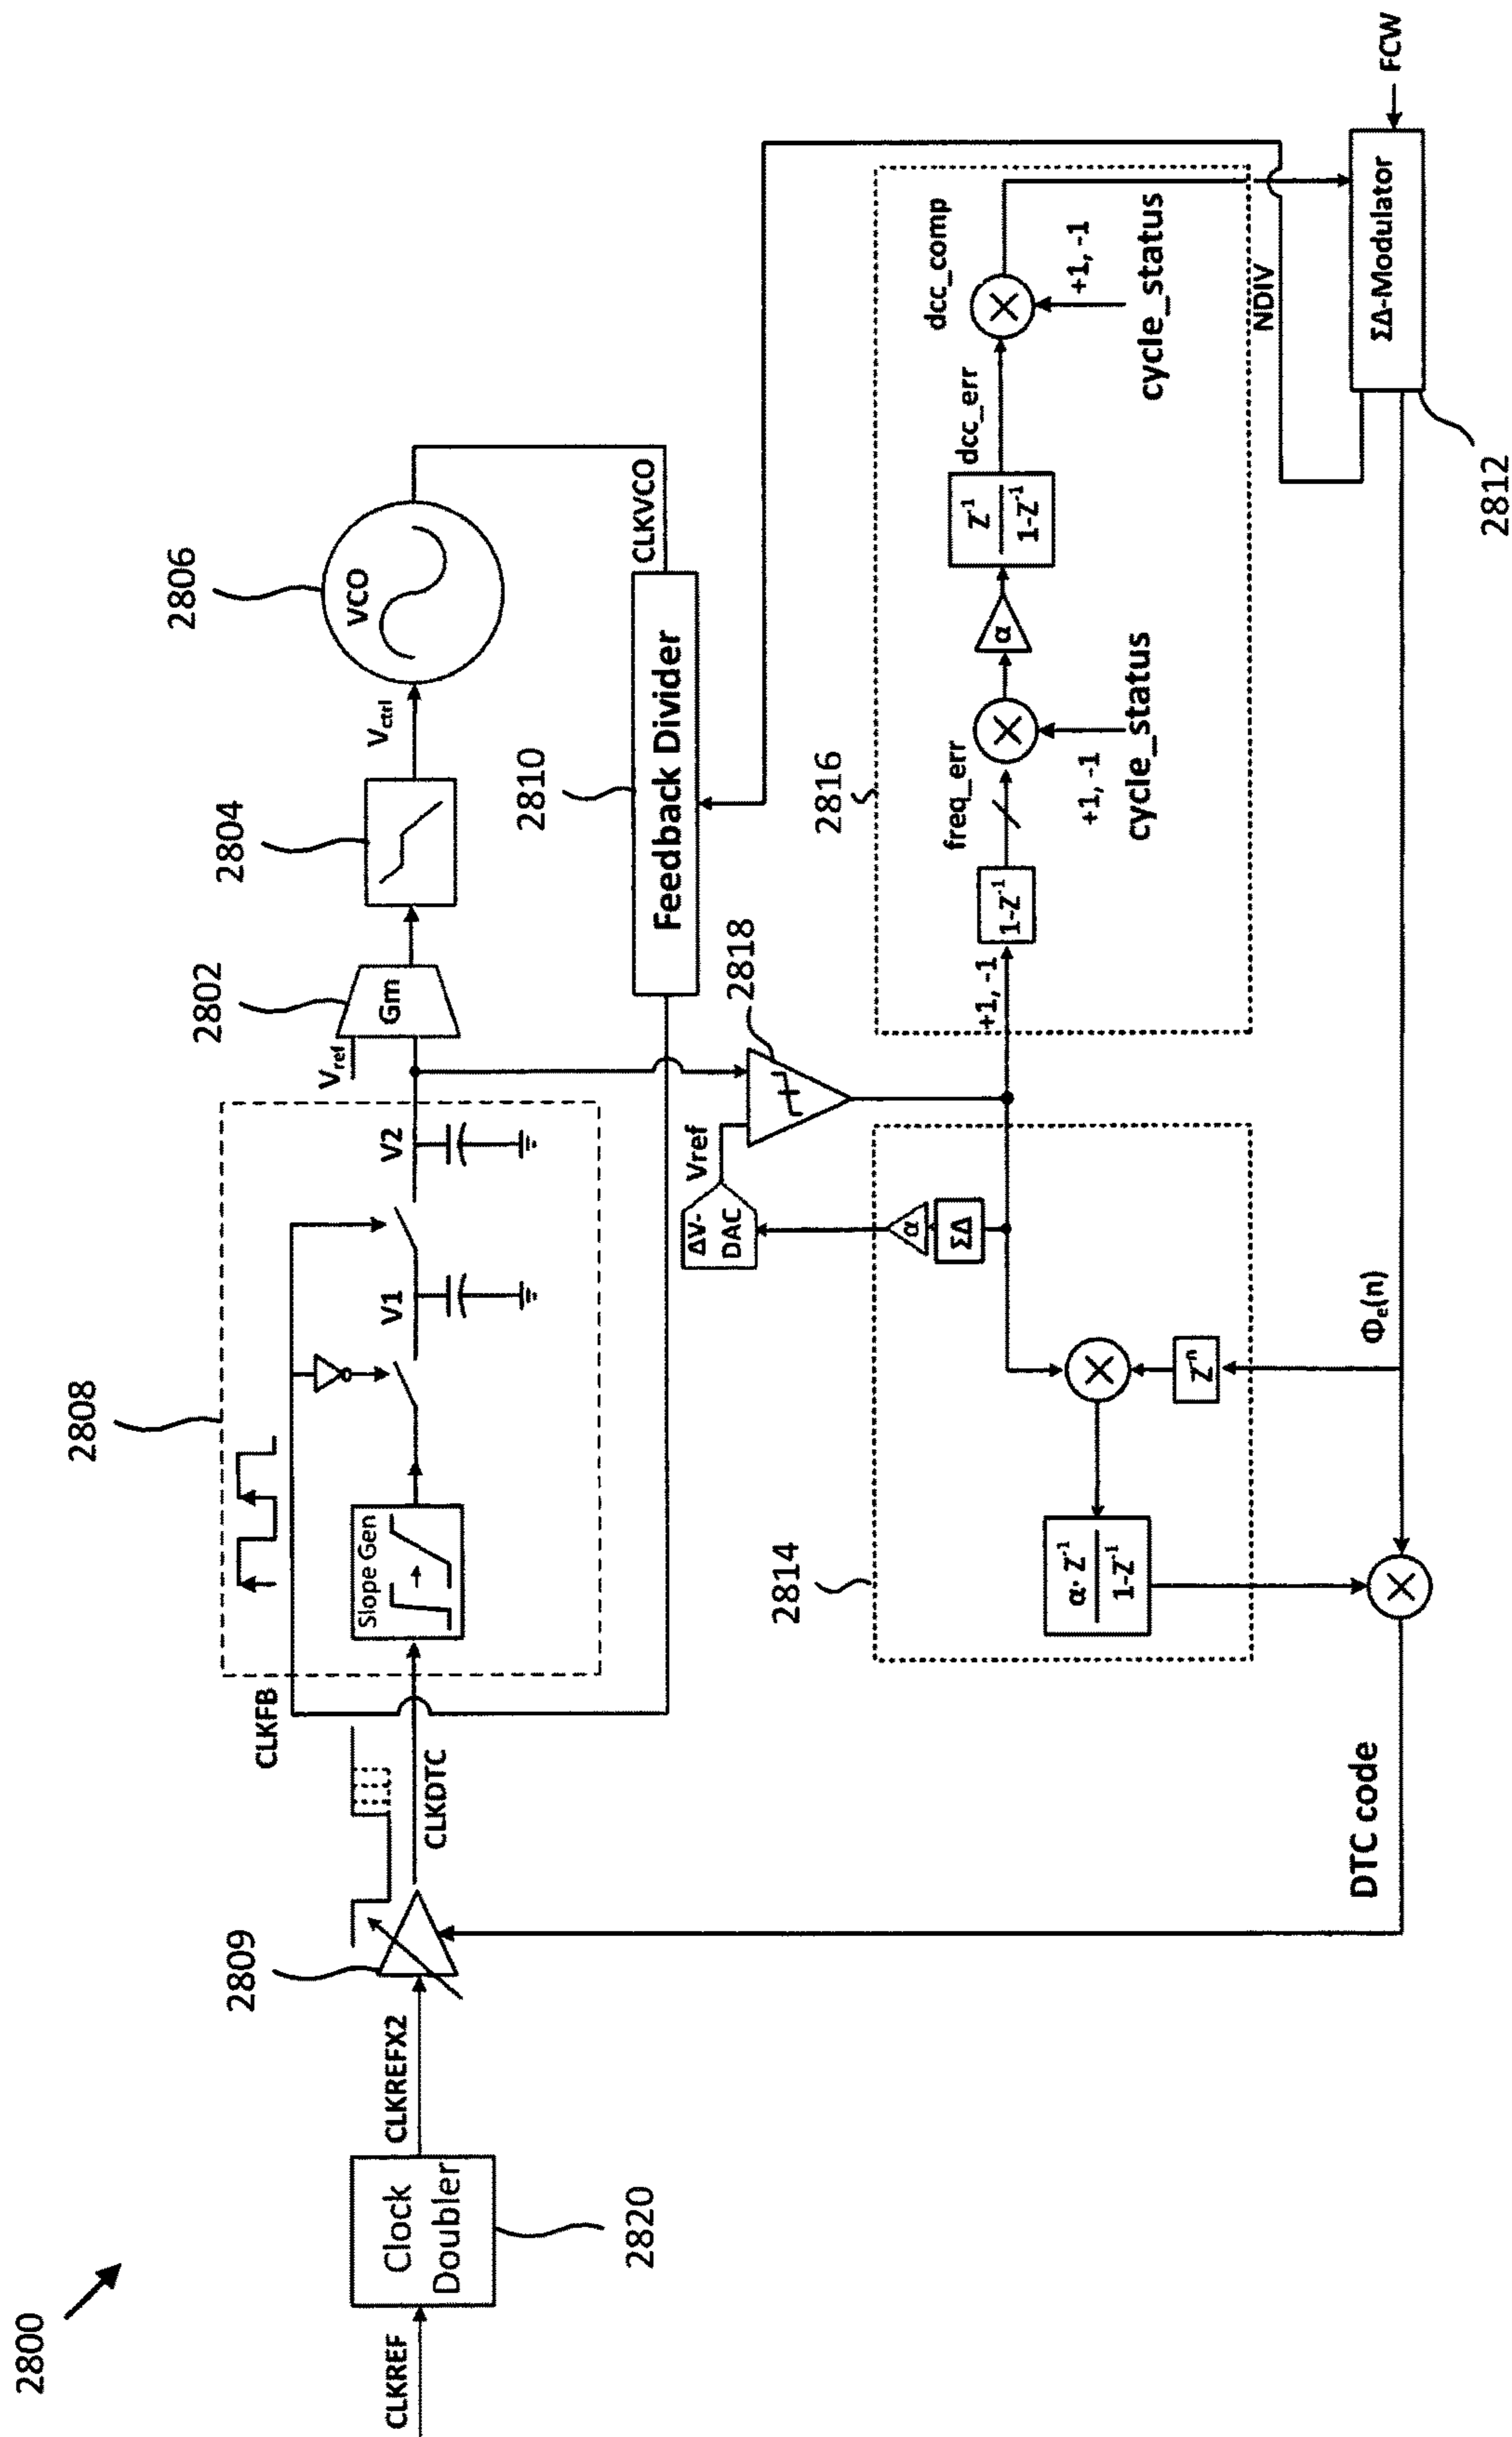 2800
CLKREF
Clock
Doubler
2820
CLKREFX2
2809
CLKDTC
CLKFB
2808
Slope Gen
V1
V2
Vref
Gm
2802
2804
Vctrl
VCO
2806
CLKVCO
Feedback Divider
2810
2818
Vref
ΔV-
DAC
α
ΣΔ
2814
α· Z⁻¹
1-Z⁻¹
Z⁻ⁿ
Φe(n)
DTC code
2816
+1, -1
1-Z⁻¹
freq_err
+1, -1
cycle_status
α
Z⁻¹
1-Z⁻¹
dcc_err
dcc_comp
+1, -1
cycle_status
NDIV
ΣΔ-Modulator
2812
FCW